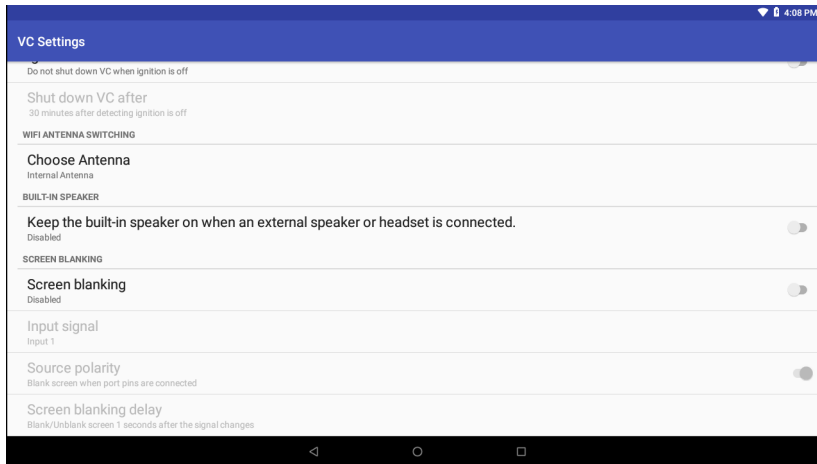 4:08 PM
VC Settings
Do not shut down VC when ignition is off
Shut down VC after
30 minutes after detecting ignition is off
WIFI ANTENNA SWITCHING
Choose Antenna
Internal Antenna
BUILT-IN SPEAKER
Keep the built-in speaker on when an external speaker or headset is connected.
Disabled
SCREEN BLANKING
Screen blanking
Disabled
Input signal
Input 1
Source polarity
Blank screen when port pins are connected
Screen blanking delay
Blank/Unblank screen 1 seconds after the signal changes